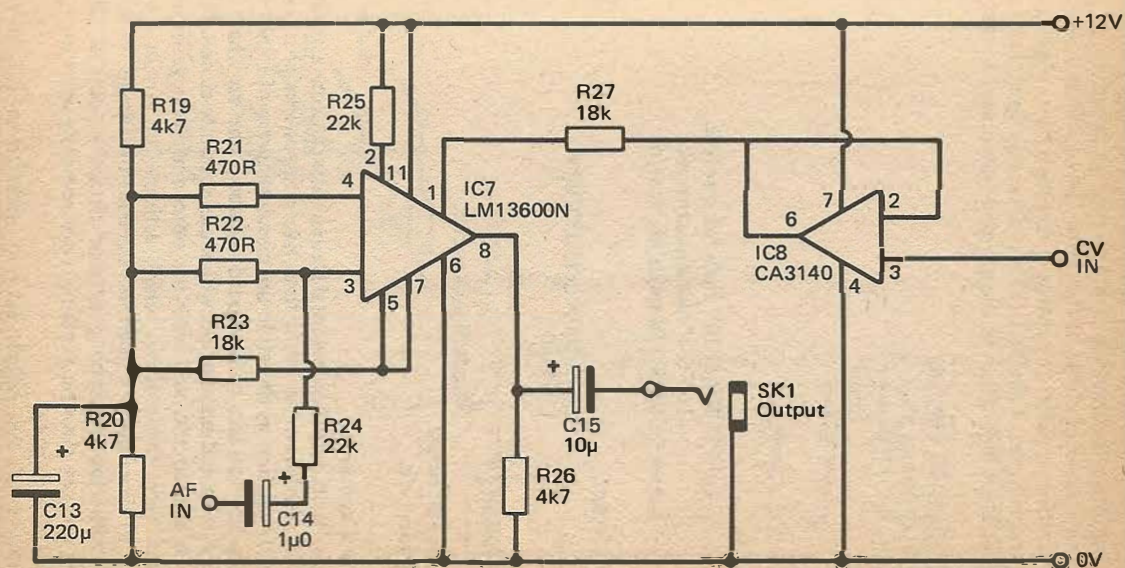 +12V
R19
4k7
R25
22k
R27
18k
R21
470R
2
11
4
1
IC7
LM13600N
7
2
6
R22
470R
8
IC8
CA3140
3
CV
IN
3
5
7
6
4
R23
18k
+
SK1
Output
R20
4k7
R24
22k
C15
10µ
+
+
R26
4k7
AF
IN
C13
220µ
C14
1µ0
0V